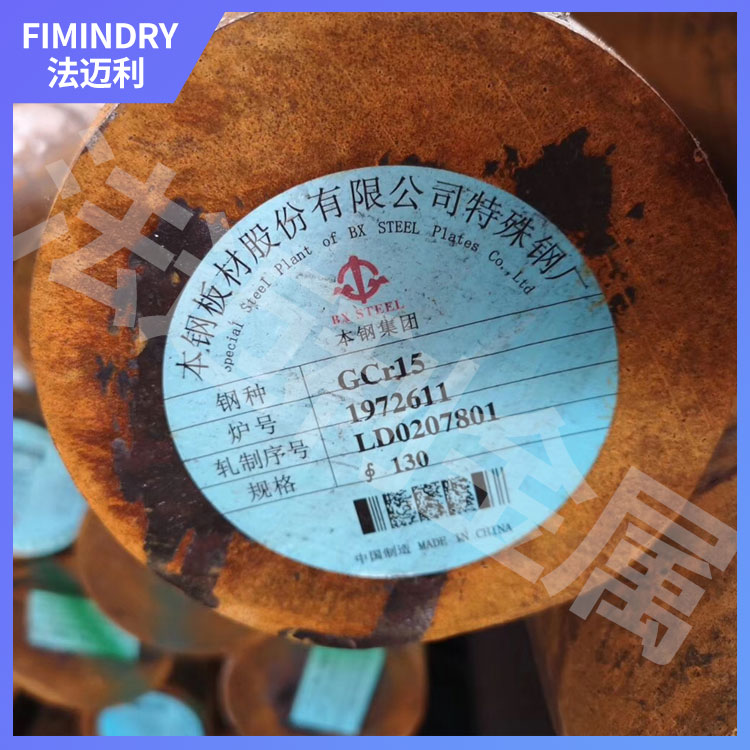 FIMINDRY
法迈利
本钢板材股份有限公司特殊钢厂
Special Steel Plant of BX STEEL Plates Co.,Ltd
BX STEEL
本钢集团
钢种 GCr15
炉号 1972611
轧制序号 LD0207801
规格 ∮ 130
中国制造 MADE IN CHINA